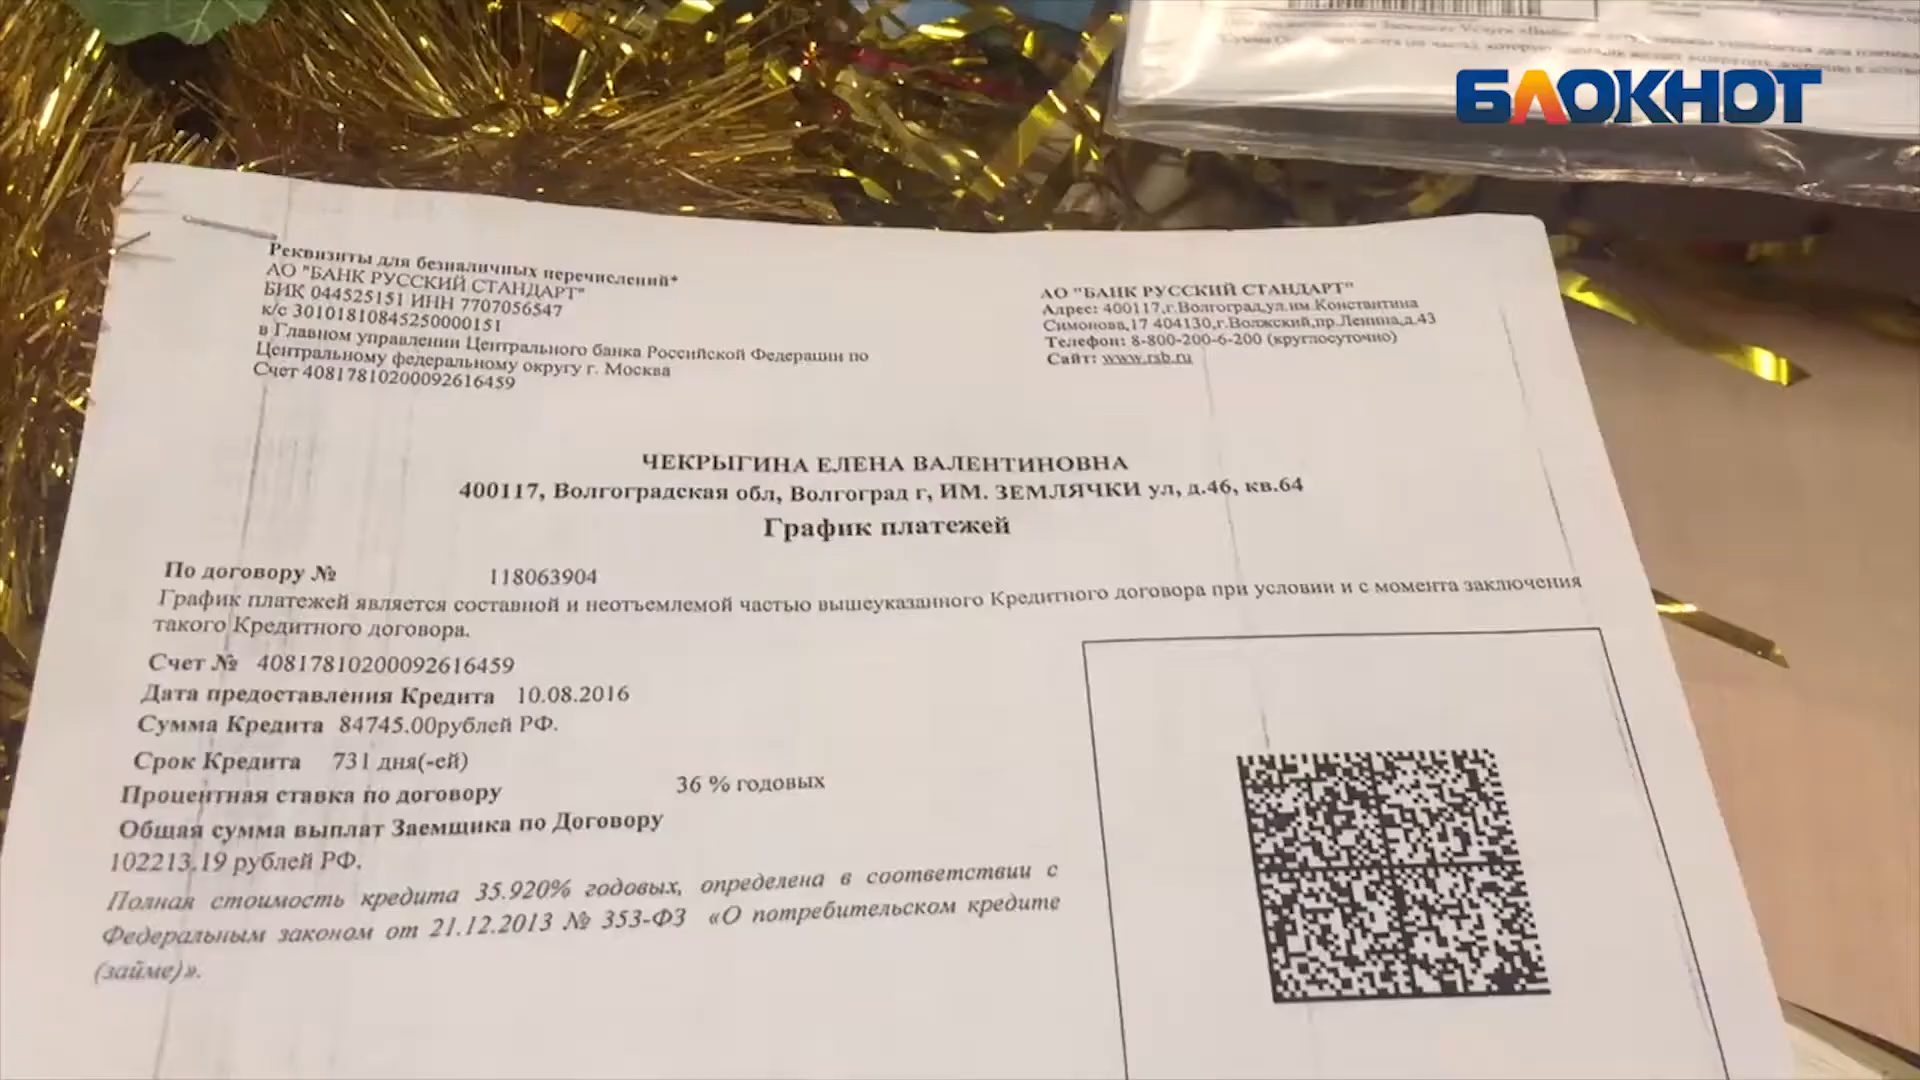 БЛОКНОТ
Реквизиты для безналичных перечислений*
АО "БАНК РУССКИЙ СТАНДАРТ"
БИК 044525151 ИНН 7707056547
к/с 30101810845250000151
в Главном управлении Центрального банка Российской Федерации по
Центральному федеральному округу г. Москва
Счет 40817810200092616459
АО "БАНК РУССКИЙ СТАНДАРТ"
Адрес: 400117,г.Волгоград,ул.им.Константина
Симонова,17 404130,г.Волжский,пр.Ленина,д.43
Телефон: 8-800-200-6-200 (круглосуточно)
Сайт: www.rsb.ru
ЧЕКРЫГИНА ЕЛЕНА ВАЛЕНТИНОВНА
400117, Волгоградская обл, Волгоград г, ИМ. ЗЕМЛЯЧКИ ул, д.46, кв.64
График платежей
По договору № 118063904
График платежей является составной и неотъемлемой частью вышеуказанного Кредитного договора при условии и с момента заключения
такого Кредитного договора.
Счет № 40817810200092616459
Дата предоставления Кредита 10.08.2016
Сумма Кредита 84745.00рублей РФ.
Срок Кредита 731 дня(-ей)
Процентная ставка по договору 36 % годовых
Общая сумма выплат Заемщика по Договору
102213.19 рублей РФ.
Полная стоимость кредита 35.920% годовых, определена в соответствии с
Федеральным законом от 21.12.2013 № 353-ФЗ «О потребительском кредите
(займе)».